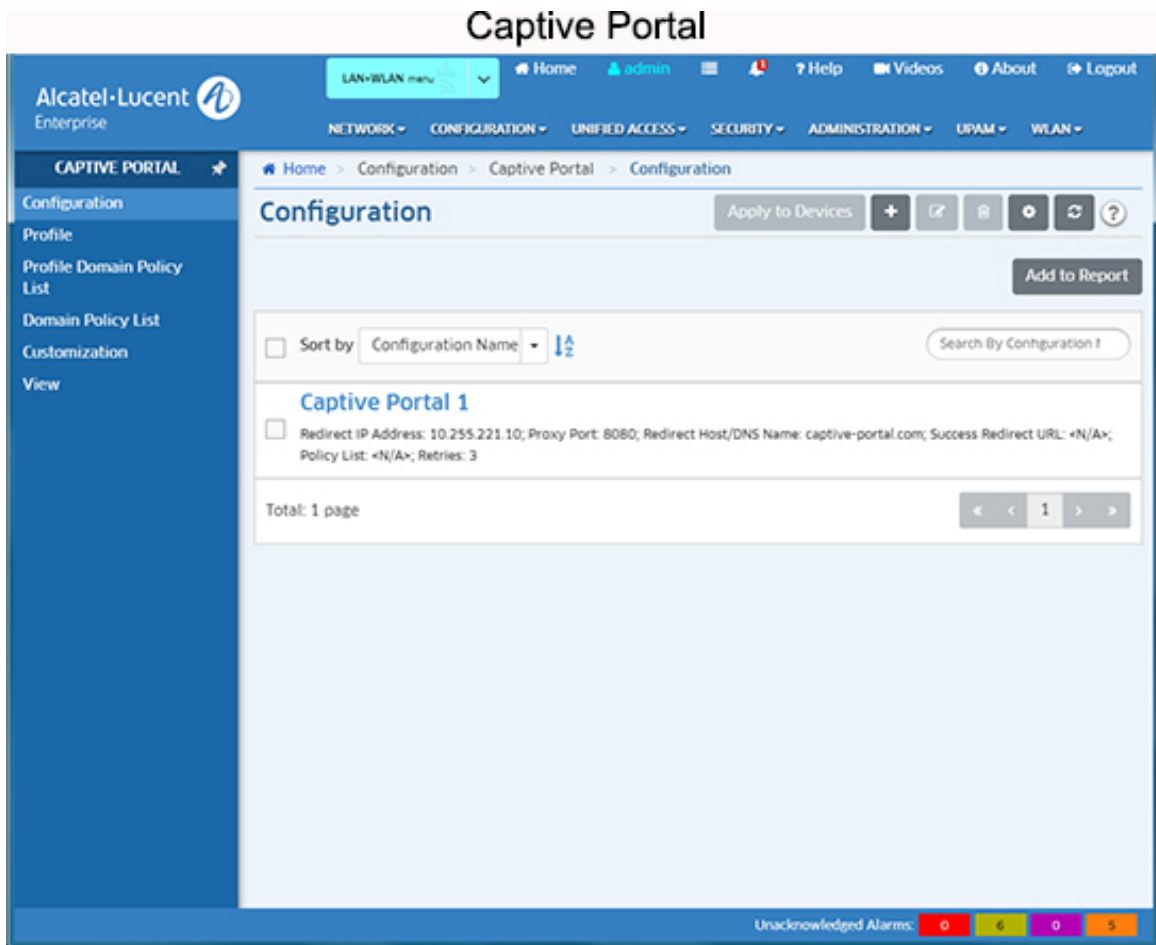 Captive Portal
LAN+WLAN menu
Home admin 1 ? Help Videos About Logout
Alcatel·Lucent
Enterprise
NETWORK CONFIGURATION UNIFIED ACCESS SECURITY ADMINISTRATION UPAM WLAN
CAPTIVE PORTAL
Home > Configuration > Captive Portal > Configuration
Configuration
Profile
Profile Domain Policy
List
Domain Policy List
Customization
View
Configuration
Apply to Devices
?
Add to Report
Sort by Configuration Name
A
Z
Search By Configuration
Captive Portal 1
Redirect IP Address: 10.255.221.10; Proxy Port: 8080; Redirect Host/DNS Name: captive-portal.com; Success Redirect URL: <N/A>;
Policy List: <N/A>; Retries: 3
Total: 1 page
« < 1 > »
Unacknowledged Alarms: 0 6 0 5